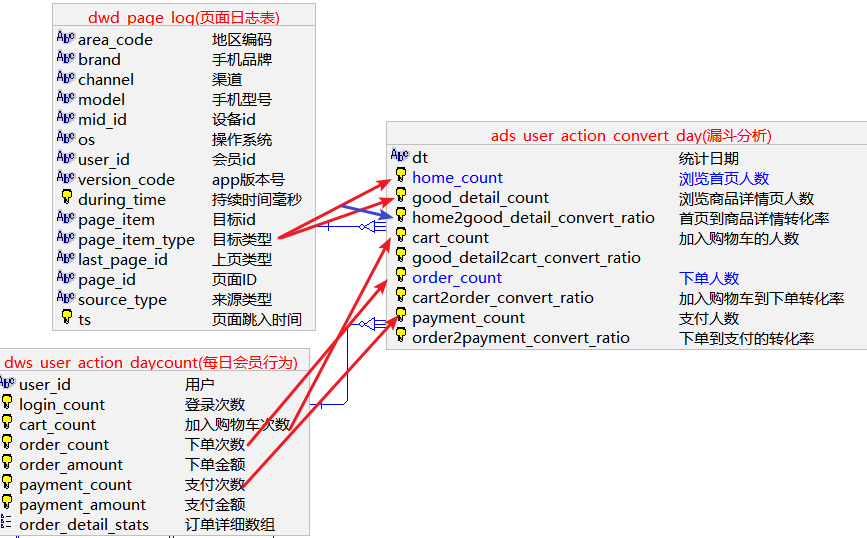 dwd_page_log(页面日志表)
area_code 地区编码
brand 手机品牌
channel 渠道
model 手机型号
mid_id 设备id
os 操作系统
user_id 会员id
version_code app版本号
during_time 持续时间毫秒
page_item 目标id
page_item_type 目标类型
last_page_id 上页类型
page_id 页面ID
source_type 来源类型
ts 页面跳入时间
ads_user_action_convert_day(漏斗分析)
dt 统计日期
home_count 浏览首页人数
good_detail_count 浏览商品详情页人数
home2good_detail_convert_ratio 首页到商品详情转化率
cart_count 加入购物车的人数
good_detail2cart_convert_ratio
order_count 下单人数
cart2order_convert_ratio 加入购物车到下单转化率
payment_count 支付人数
order2payment_convert_ratio 下单到支付的转化率
dws_user_action_daycount(每日会员行为)
user_id 用户
login_count 登录次数
cart_count 加入购物车次数
order_count 下单次数
order_amount 下单金额
payment_count 支付次数
payment_amount 支付金额
order_detail_stats 订单详细数组